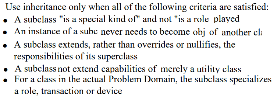 Use inheritance only when all of the following criteria are satisfied:
• A subclass "is a special kind of" and not "is a role played
• An instance of a subc never needs to become obj of another cl
• A subclass extends, rather than overrides or nullifies, the
responsibilities of its superclass
• A subclass not extend capabilities of merely a utility class
• For a class in the actual Problem Domain, the subclass specializes
a role, transaction or device